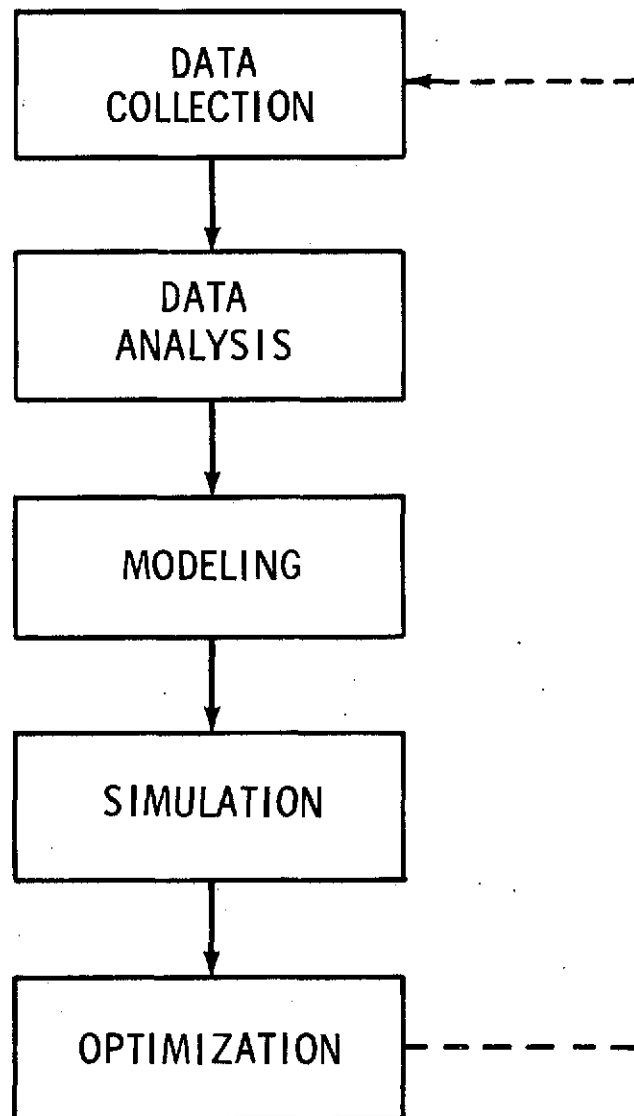 DATA
COLLECTION
DATA
ANALYSIS
MODELING
SIMULATION
OPTIMIZATION